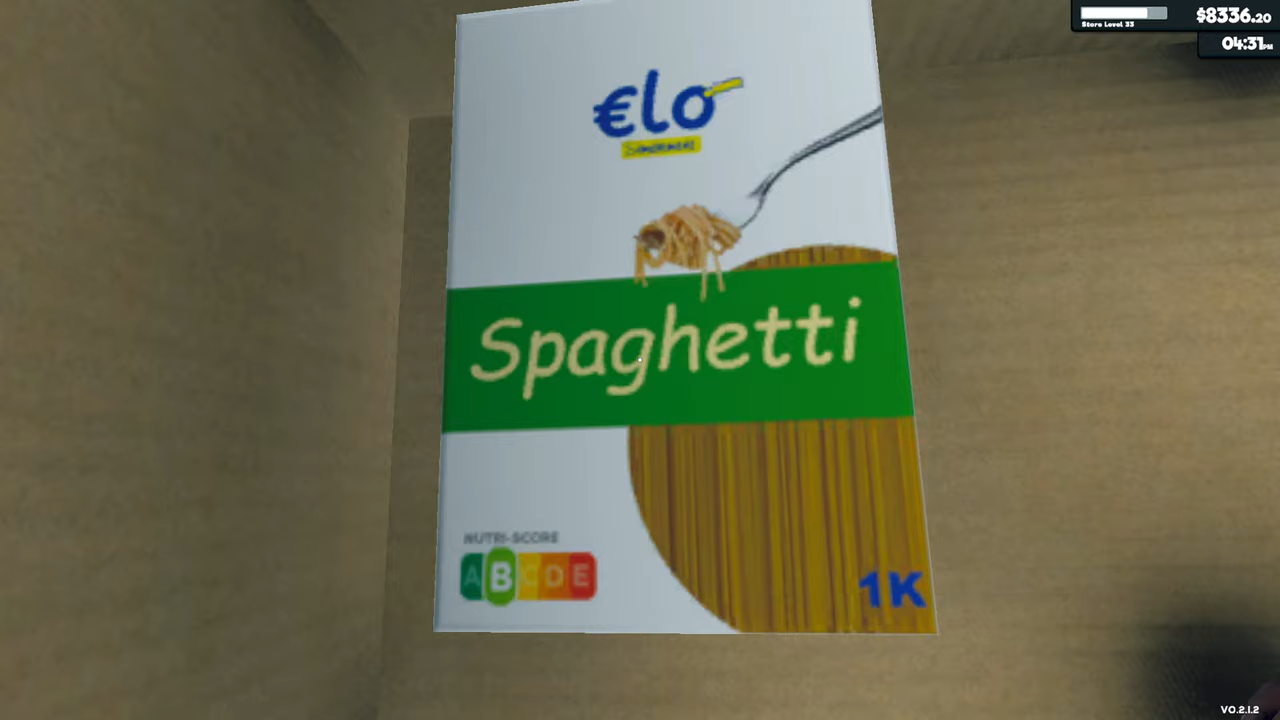 $8336.20
Store Level 33
04:31PM
€lo
Spaghetti
NUTRI-SCORE
A B C D E
1K
V0.2.1.2